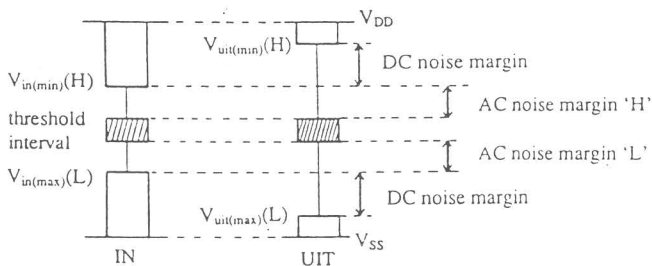 V_DD
V_uit(min)(H)
DC noise margin
V_in(min)(H)
AC noise margin 'H'
threshold
interval
AC noise margin 'L'
V_in(max)(L)
DC noise margin
V_uit(max)(L)
V_SS
IN
UIT